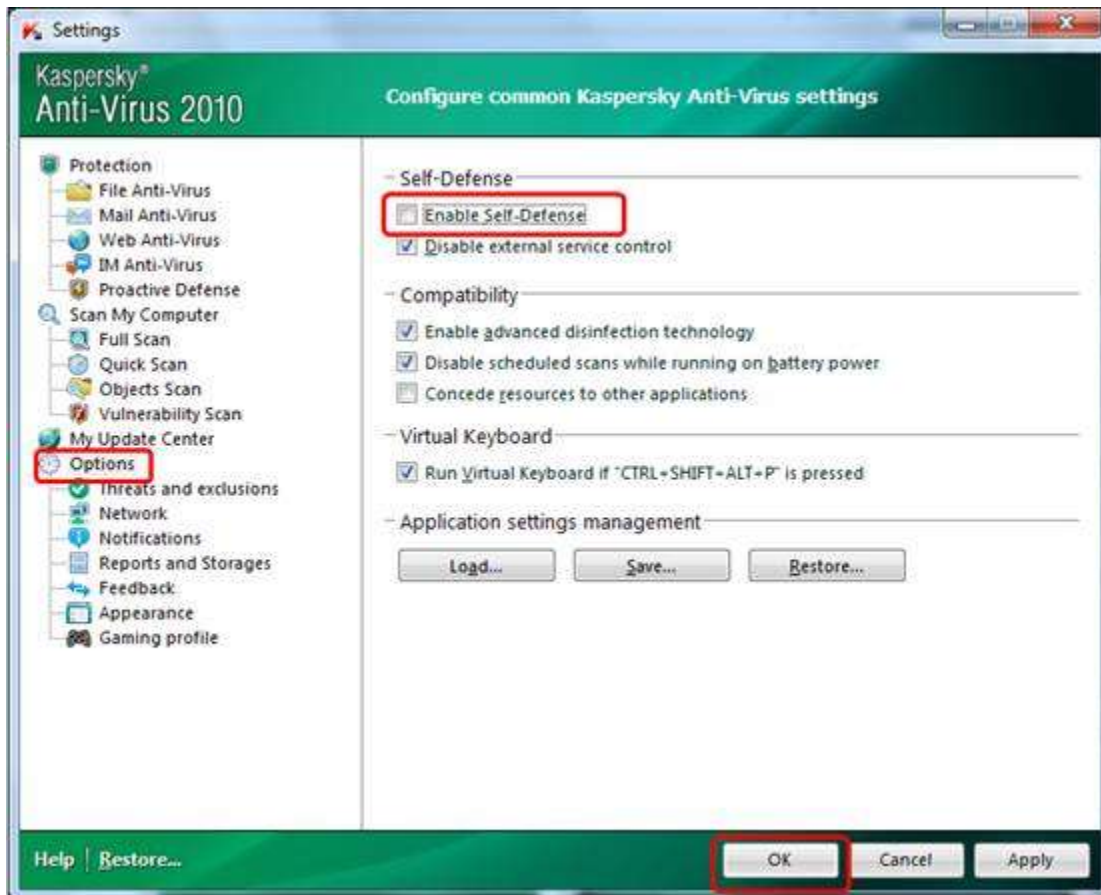 Settings
Kaspersky®
Anti-Virus 2010
Configure common Kaspersky Anti-Virus settings
Protection
File Anti-Virus
Mail Anti-Virus
Web Anti-Virus
IM Anti-Virus
Proactive Defense
Scan My Computer
Full Scan
Quick Scan
Objects Scan
Vulnerability Scan
My Update Center
Options
Threats and exclusions
Network
Notifications
Reports and Storages
Feedback
Appearance
Gaming profile
Self-Defense
Enable Self-Defense
Disable external service control
Compatibility
Enable advanced disinfection technology
Disable scheduled scans while running on battery power
Concede resources to other applications
Virtual Keyboard
Run Virtual Keyboard if "CTRL+SHIFT+ALT+P" is pressed
Application settings management
Load... Save... Restore...
Help | Restore... OK Cancel Apply